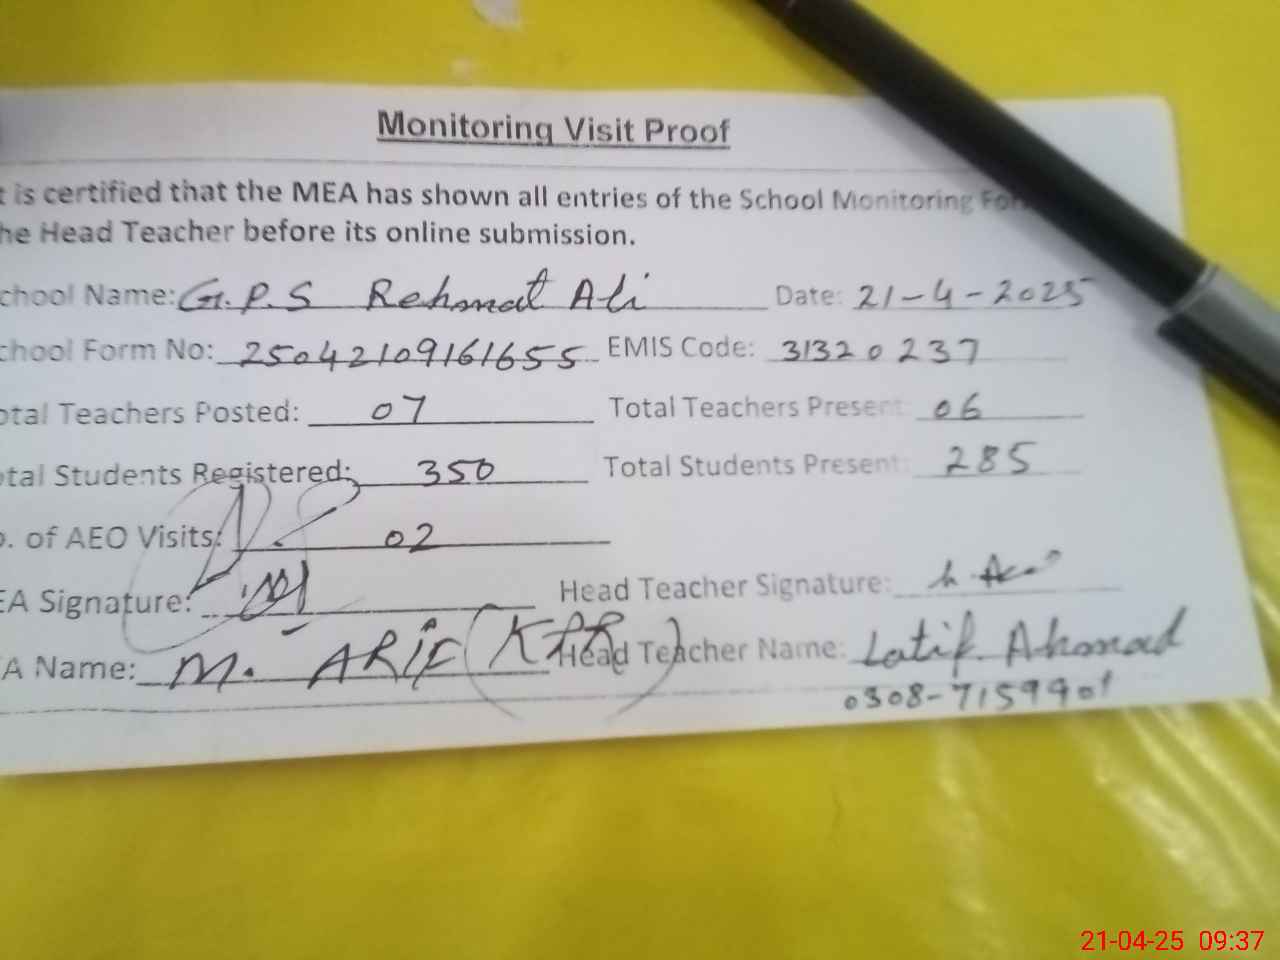 Monitoring Visit Proof
t is certified that the MEA has shown all entries of the School Monitoring For
he Head Teacher before its online submission.
chool Name: G.P.S Rehmat Ali Date: 21-4-2025
chool Form No: 25042109161655 EMIS Code: 31320237
otal Teachers Posted: 07 Total Teachers Present: 06
otal Students Registered: 350 Total Students Present: 285
o. of AEO Visits: 02
EA Signature: Head Teacher Signature:
A Name: M. ARIF Head Teacher Name: Latif Ahmad
0308-7159901
21-04-25 09:37